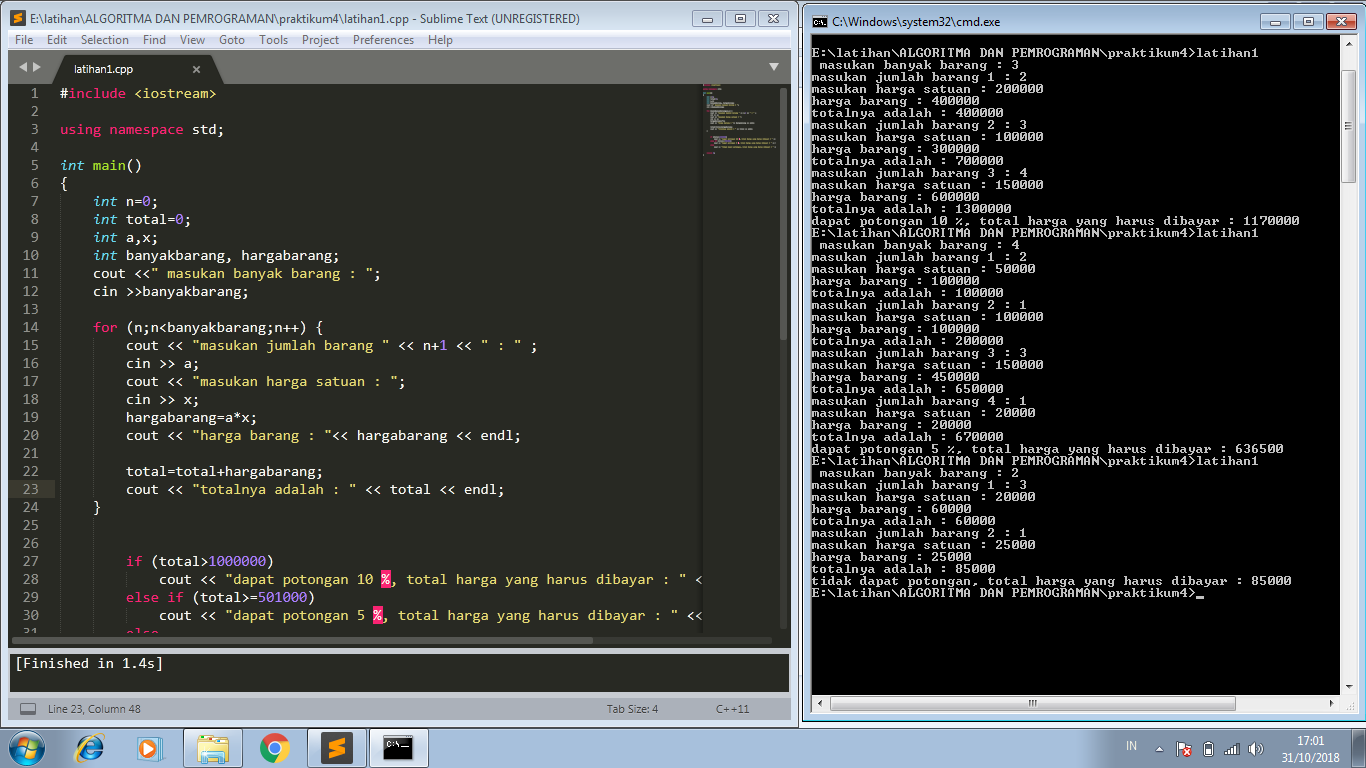 E:\latihan\ALGORITMA DAN PEMROGRAMAN\praktikum4\latihan1.cpp - Sublime Text (UNREGISTERED)
File Edit Selection Find View Goto Tools Project Preferences Help
latihan1.cpp
1 #include <iostream>
2
3 using namespace std;
4
5 int main()
6 {
7 int n=0;
8 int total=0;
9 int a,x;
10 int banyakbarang, hargabarang;
11 cout <<" masukan banyak barang : ";
12 cin >>banyakbarang;
13
14 for (n;n<banyakbarang;n++) {
15 cout << "masukan jumlah barang " << n+1 << " : " ;
16 cin >> a;
17 cout << "masukan harga satuan : ";
18 cin >> x;
19 hargabarang=a*x;
20 cout << "harga barang : "<< hargabarang << endl;
21
22 total=total+hargabarang;
23 cout << "totalnya adalah : " << total << endl;
24 }
25
26
27 if (total>1000000)
28 cout << "dapat potongan 10 %, total harga yang harus dibayar : " <
29 else if (total>=501000)
30 cout << "dapat potongan 5 %, total harga yang harus dibayar : " <<
31 else
[Finished in 1.4s]
Line 23, Column 48 Tab Size: 4 C++11
C:\Windows\system32\cmd.exe
E:\latihan\ALGORITMA DAN PEMROGRAMAN\praktikum4>latihan1
masukan banyak barang : 3
masukan jumlah barang 1 : 2
masukan harga satuan : 200000
harga barang : 400000
totalnya adalah : 400000
masukan jumlah barang 2 : 3
masukan harga satuan : 100000
harga barang : 300000
totalnya adalah : 700000
masukan jumlah barang 3 : 4
masukan harga satuan : 150000
harga barang : 600000
totalnya adalah : 1300000
dapat potongan 10 %, total harga yang harus dibayar : 1170000
E:\latihan\ALGORITMA DAN PEMROGRAMAN\praktikum4>latihan1
masukan banyak barang : 4
masukan jumlah barang 1 : 2
masukan harga satuan : 50000
harga barang : 100000
totalnya adalah : 100000
masukan jumlah barang 2 : 1
masukan harga satuan : 100000
harga barang : 100000
totalnya adalah : 200000
masukan jumlah barang 3 : 3
masukan harga satuan : 150000
harga barang : 450000
totalnya adalah : 650000
masukan jumlah barang 4 : 1
masukan harga satuan : 20000
harga barang : 20000
totalnya adalah : 670000
dapat potongan 5 %, total harga yang harus dibayar : 636500
E:\latihan\ALGORITMA DAN PEMROGRAMAN\praktikum4>latihan1
masukan banyak barang : 2
masukan jumlah barang 1 : 3
masukan harga satuan : 20000
harga barang : 60000
totalnya adalah : 60000
masukan jumlah barang 2 : 1
masukan harga satuan : 25000
harga barang : 25000
totalnya adalah : 85000
tidak dapat potongan, total harga yang harus dibayar : 85000
E:\latihan\ALGORITMA DAN PEMROGRAMAN\praktikum4>_
C:\
IN
17:01
31/10/2018